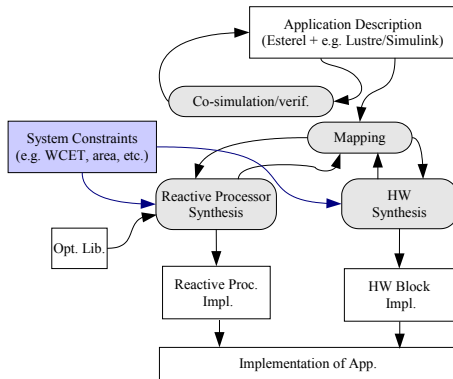 Application Description
(Esterel + e.g. Lustre/Simulink)
Co-simulation/verif.
System Constraints
(e.g. WCET, area, etc.)
Mapping
Reactive Processor
Synthesis
HW
Synthesis
Opt. Lib.
Reactive Proc.
Impl.
HW Block
Impl.
Implementation of App.